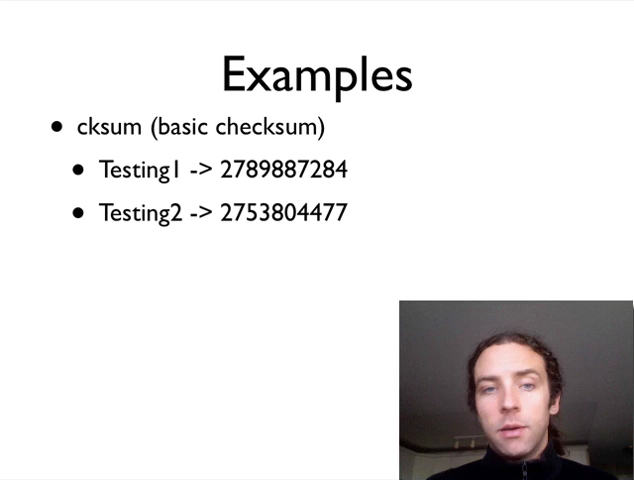 Examples
• cksum (basic checksum)
• Testing1 -> 2789887284
• Testing2 -> 2753804477